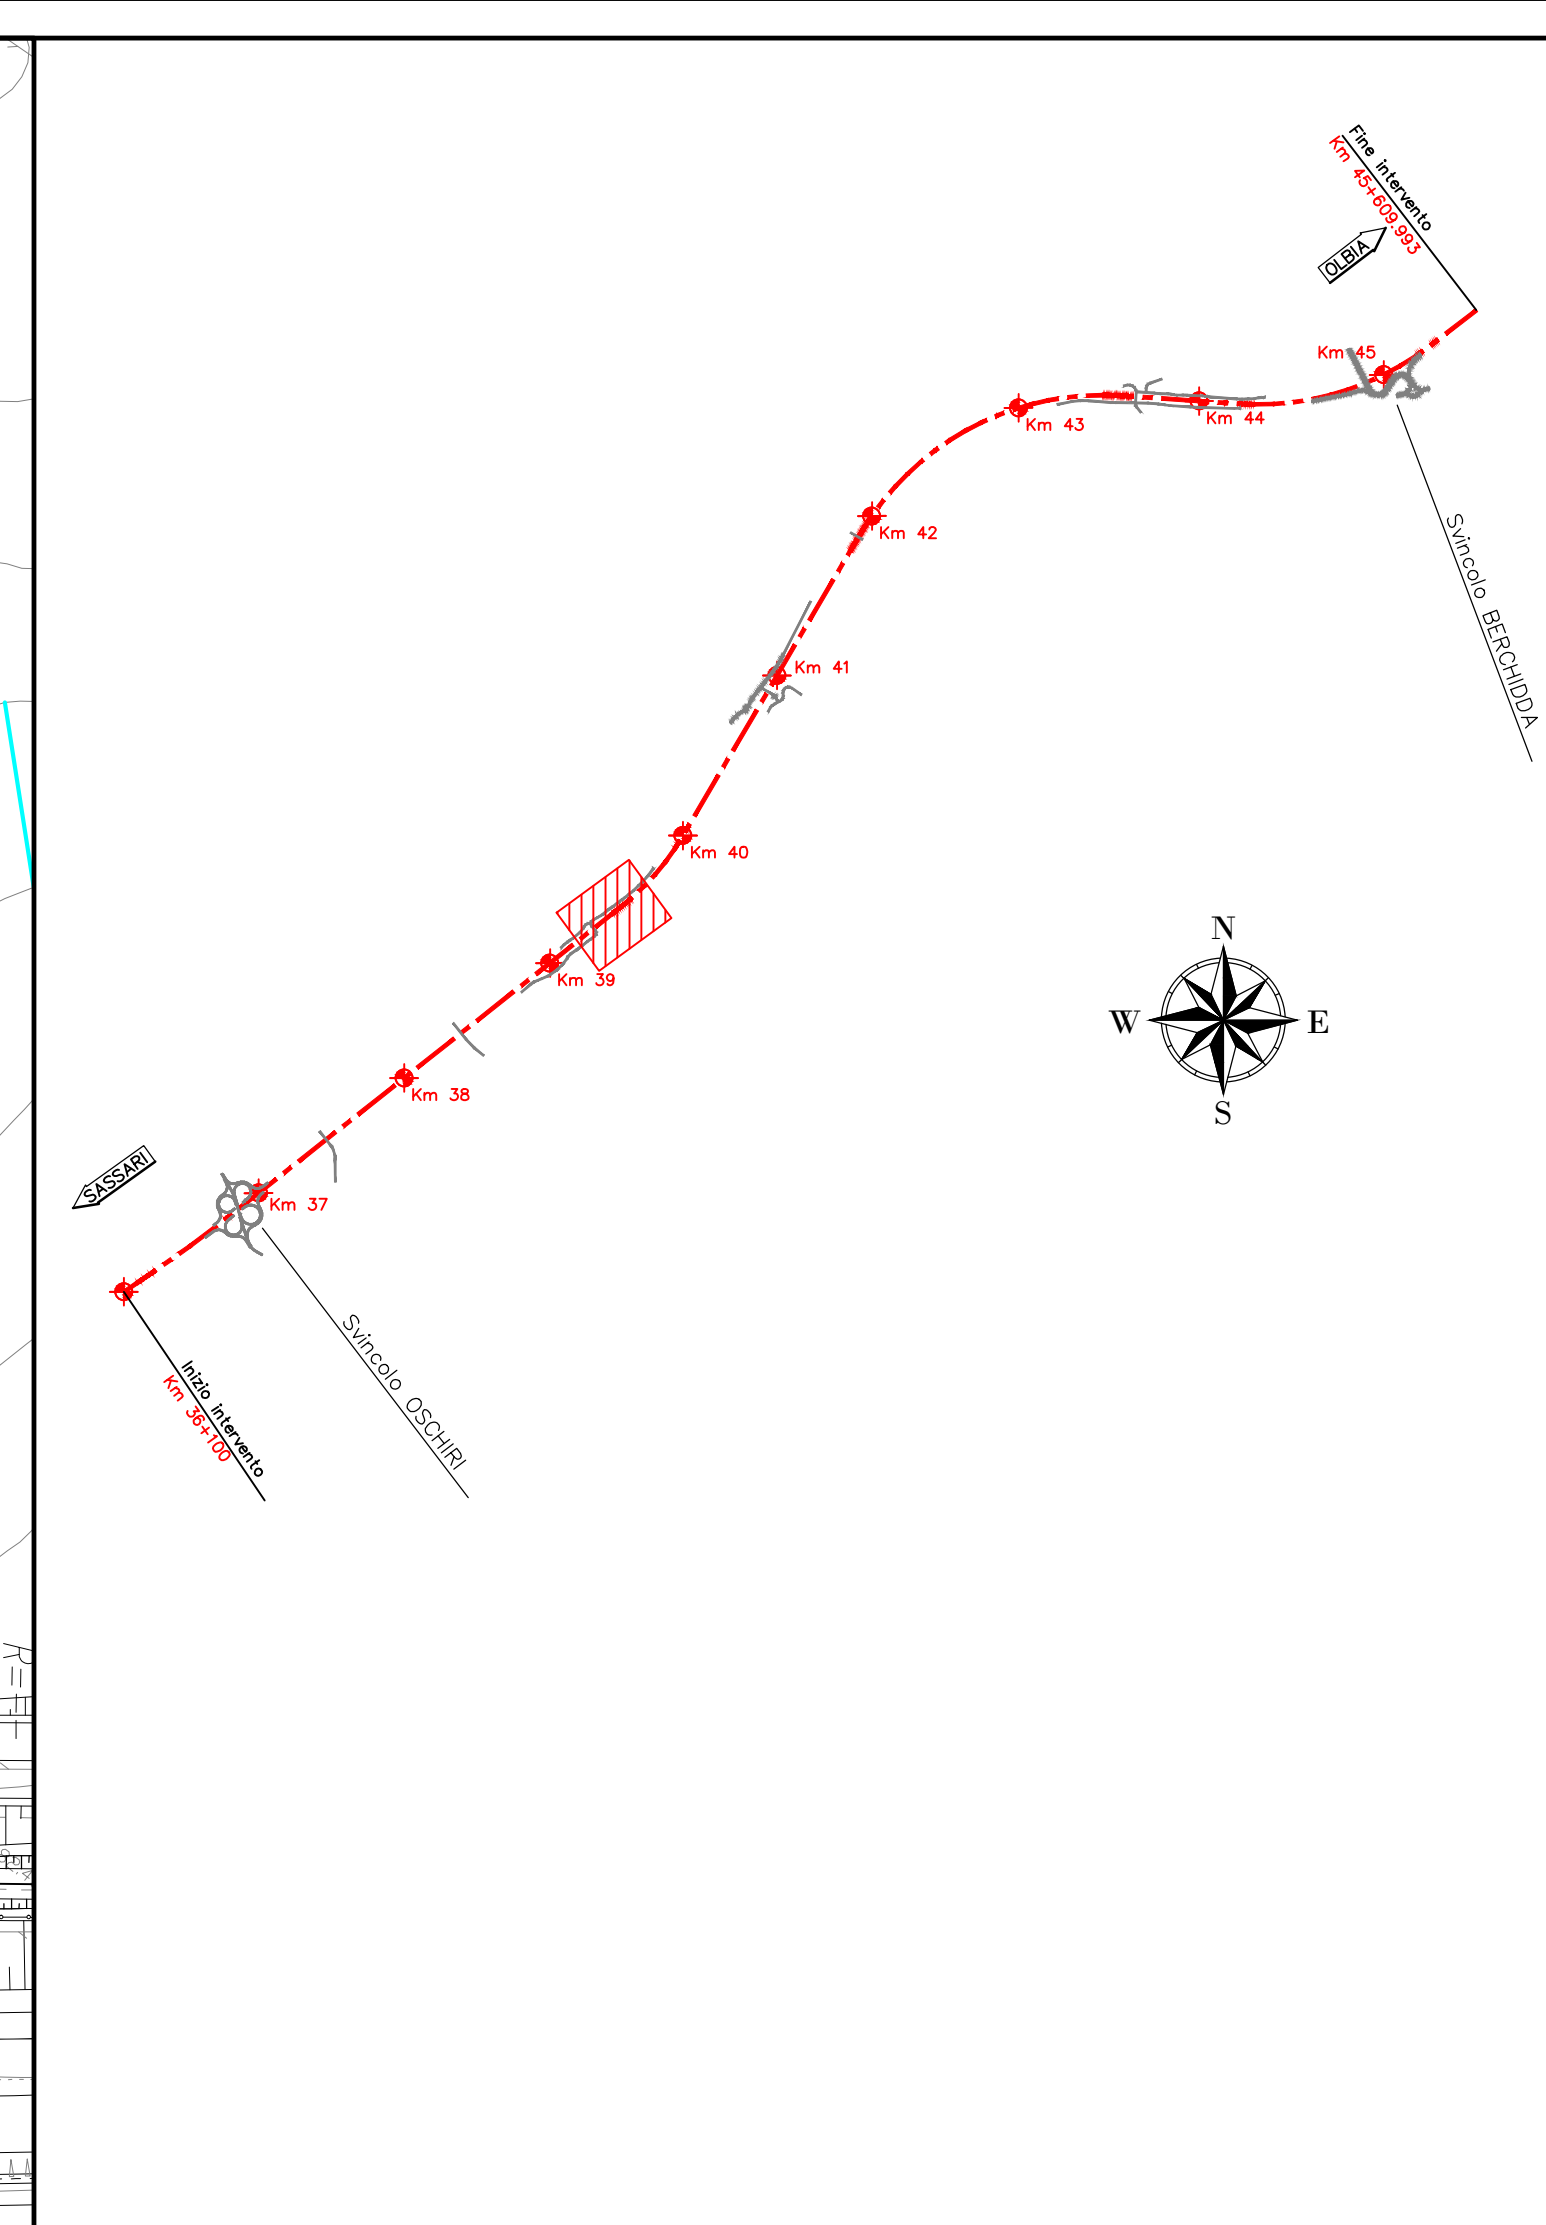 Fine intervento
Km 45+609.993
OLBIA
Km 45
Km 43
Km 44
Km 42
Svincolo BERCHIDDA
Km 41
Km 40
N
W
E
S
Km 39
Km 38
SASSARI
Km 37
Svincolo OSCHIRI
Inizio intervento
Km 36+100